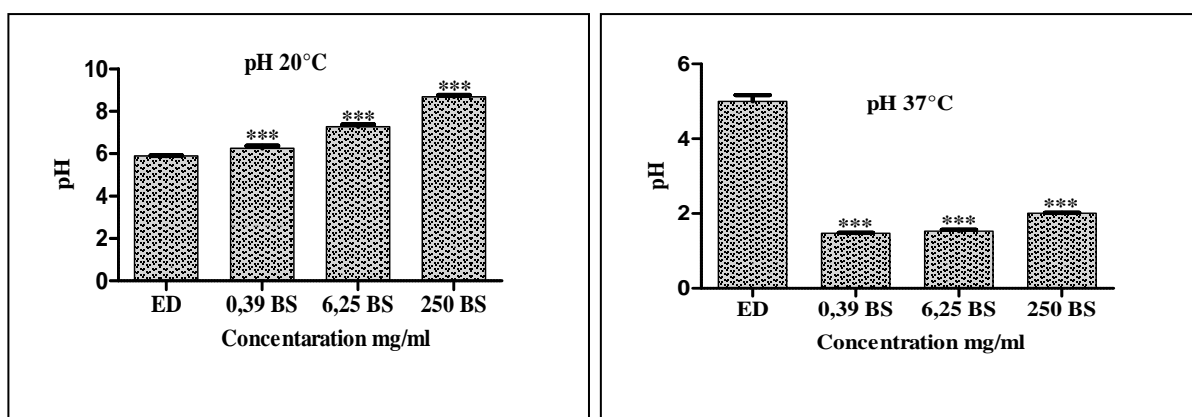 pH 20°C
10
8
6
4
2
0
pH
***
***
***
ED 0,39 BS 6,25 BS 250 BS
Concentaration mg/ml
pH 37°C
6
4
2
0
pH
***
***
***
ED 0,39 BS 6,25 BS 250 BS
Concentration mg/ml